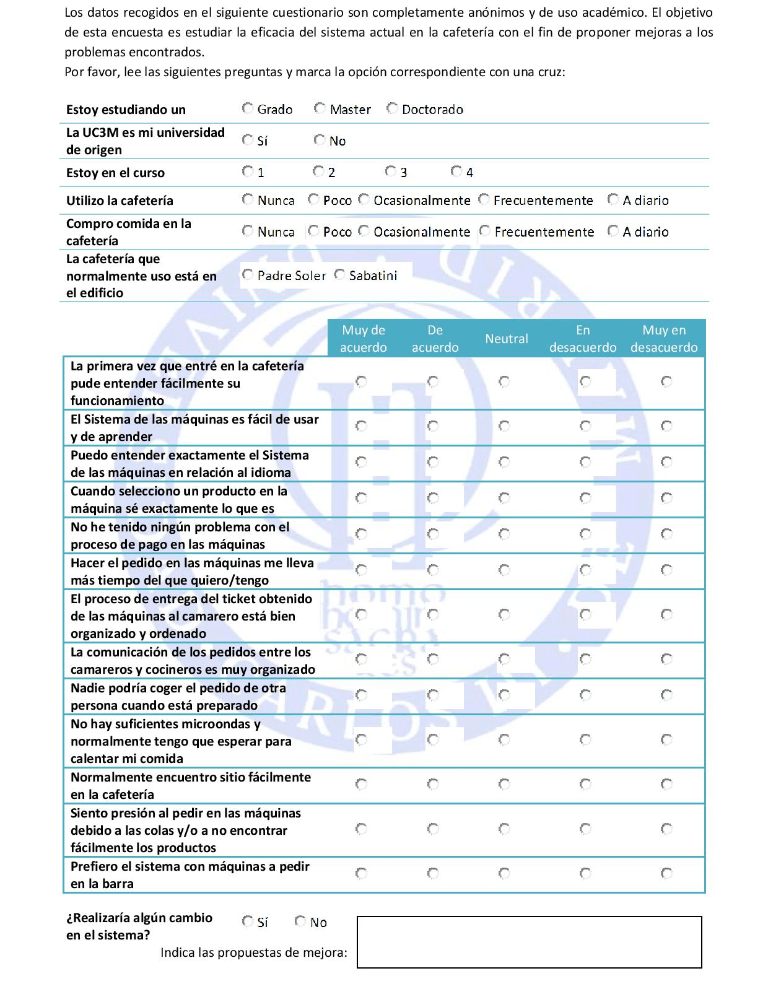 Los datos recogidos en el siguiente cuestionario son completamente anónimos y de uso académico. El objetivo
de esta encuesta es estudiar la eficacia del sistema actual en la cafetería con el fin de proponer mejoras a los
problemas encontrados.
Por favor, lee las siguientes preguntas y marca la opción correspondiente con una cruz:
Estoy estudiando un Grado Master Doctorado
La UC3M es mi universidad
de origen Sí No
Estoy en el curso 1 2 3 4
Utilizo la cafetería Nunca Poco Ocasionalmente Frecuentemente A diario
Compro comida en la
cafetería Nunca Poco Ocasionalmente Frecuentemente A diario
La cafetería que
normalmente uso está en Padre Soler Sabatini
el edificio
Muy de De Neutral En Muy en
acuerdo acuerdo desacuerdo desacuerdo
La primera vez que entré en la cafetería
pude entender fácilmente su
funcionamiento
El Sistema de las máquinas es fácil de usar
y de aprender
Puedo entender exactamente el Sistema
de las máquinas en relación al idioma
Cuando selecciono un producto en la
máquina sé exactamente lo que es
No he tenido ningún problema con el
proceso de pago en las máquinas
Hacer el pedido en las máquinas me lleva
más tiempo del que quiero/tengo
El proceso de entrega del ticket obtenido
de las máquinas al camarero está bien
organizado y ordenado
La comunicación de los pedidos entre los
camareros y cocineros es muy organizado
Nadie podría coger el pedido de otra
persona cuando está preparado
No hay suficientes microondas y
normalmente tengo que esperar para
calentar mi comida
Normalmente encuentro sitio fácilmente
en la cafetería
Siento presión al pedir en las máquinas
debido a las colas y/o a no encontrar
fácilmente los productos
Prefiero el sistema con máquinas a pedir
en la barra
¿Realizaría algún cambio Sí No
en el sistema?
Indica las propuestas de mejora: